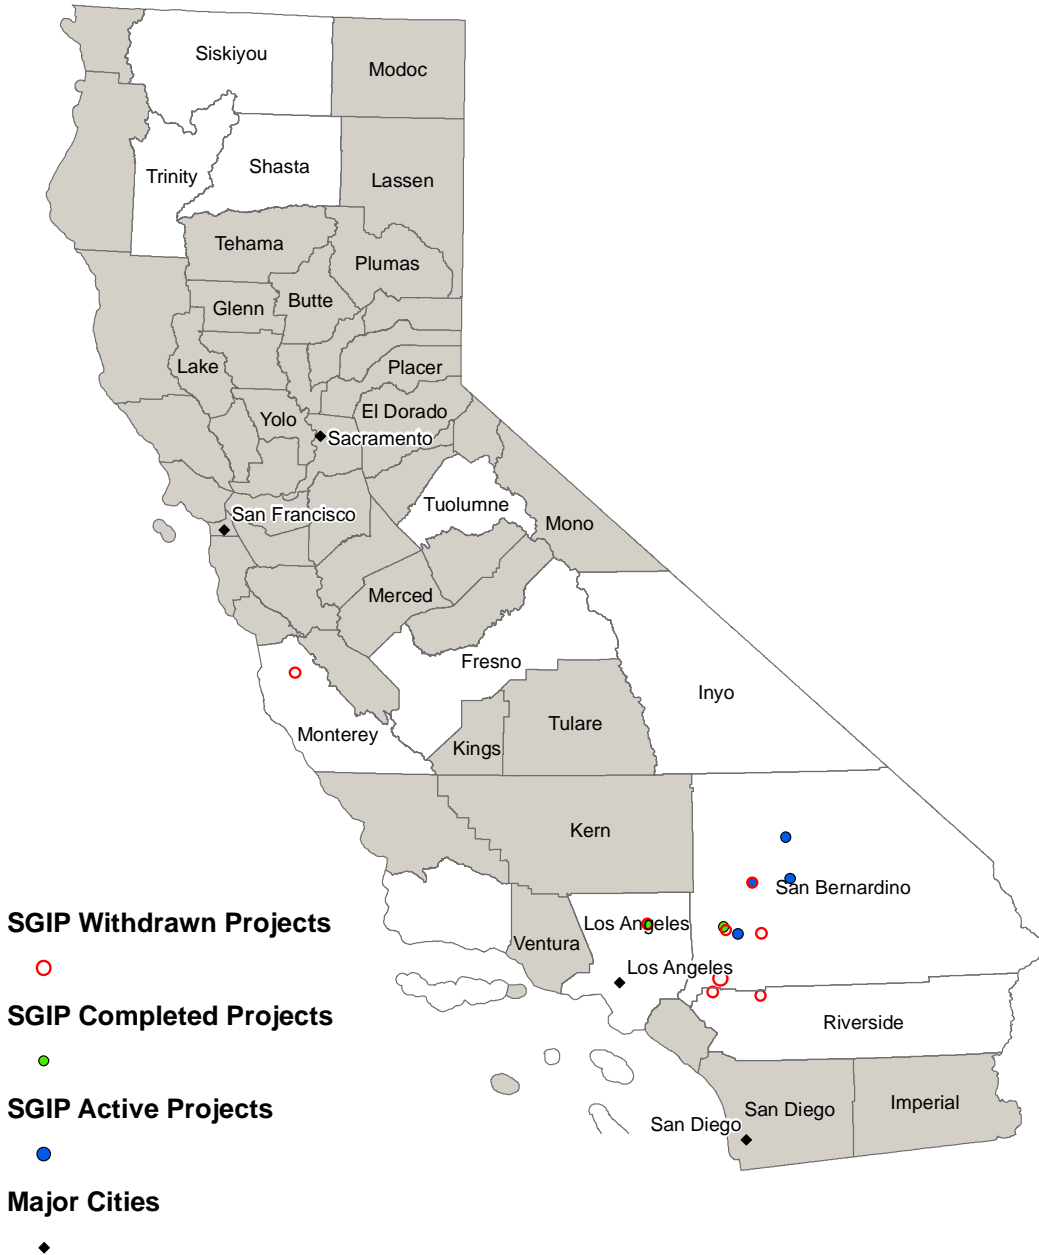 Siskiyou
Modoc
Trinity
Shasta
Lassen
Tehama
Plumas
Glenn
Butte
Lake
Placer
Yolo
El Dorado
Sacramento
San Francisco
Tuolumne
Mono
Merced
Fresno
Inyo
Monterey
Kings
Tulare
Kern
San Bernardino
Los Angeles
Ventura
Los Angeles
Riverside
San Diego
San Diego
Imperial
SGIP Withdrawn Projects
SGIP Completed Projects
SGIP Active Projects
Major Cities